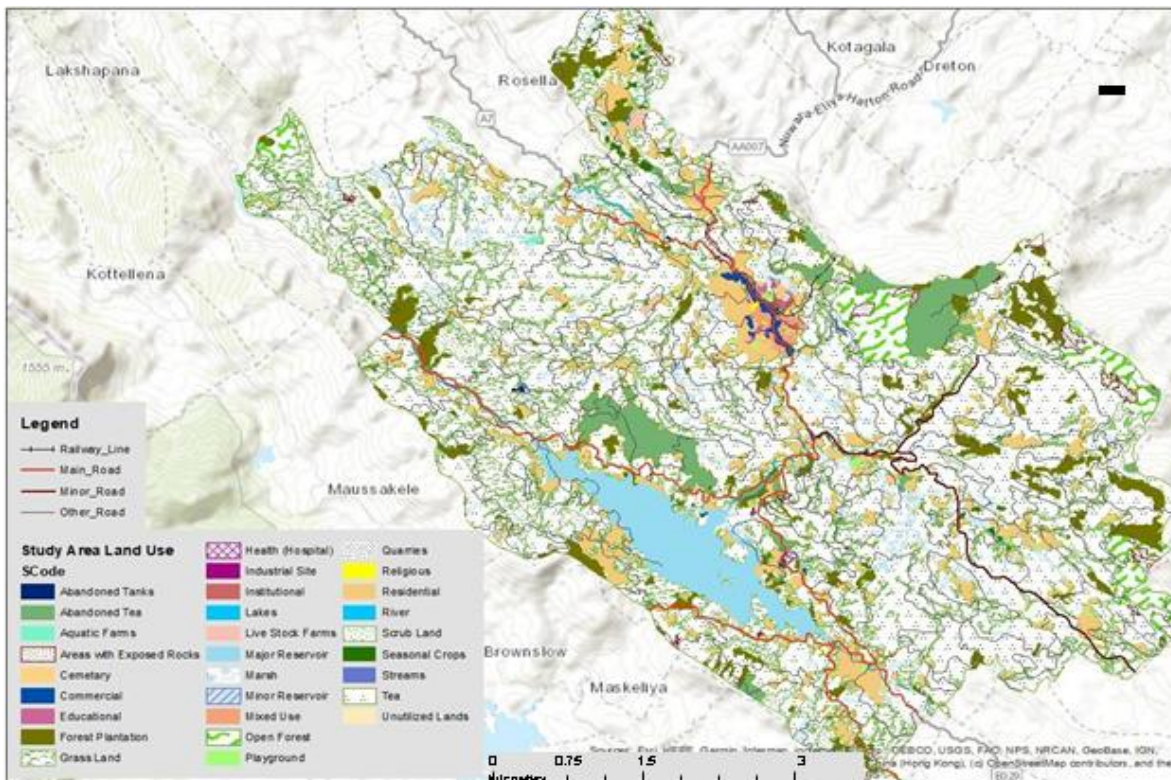 Lakshapana
Rosella
Kotagala
Dreton
Nuwara-Eliya-Hatton-Road
A7
AA007
Kottellena
1555 m.
Maussakele
Brownslow
Maskeliya
Legend
Railway_Line
Main_Road
Minor_Road
Other_Road
Study Area Land Use
SCode
Abandoned Tanks
Abandoned Tea
Aquatic Farms
Areas with Exposed Rocks
Cemetary
Commercial
Educational
Forest Plantation
Grass Land
Health (Hospital)
Industrial Site
Institutional
Lakes
Live Stock Farms
Major Reservoir
Marsh
Minor Reservoir
Mixed Use
Open Forest
Playground
Quarries
Religious
Residential
River
Scrub Land
Seasonal Crops
Streams
Tea
Unutilized Lands
0 0.75 1.5 3
Sources: Esri, HERE, Garmin, Intermap, GEBCO, USGS, FAO, NPS, NRCAN, GeoBase, IGN,
(Hong Kong), (c) OpenStreetMap contributors, and the